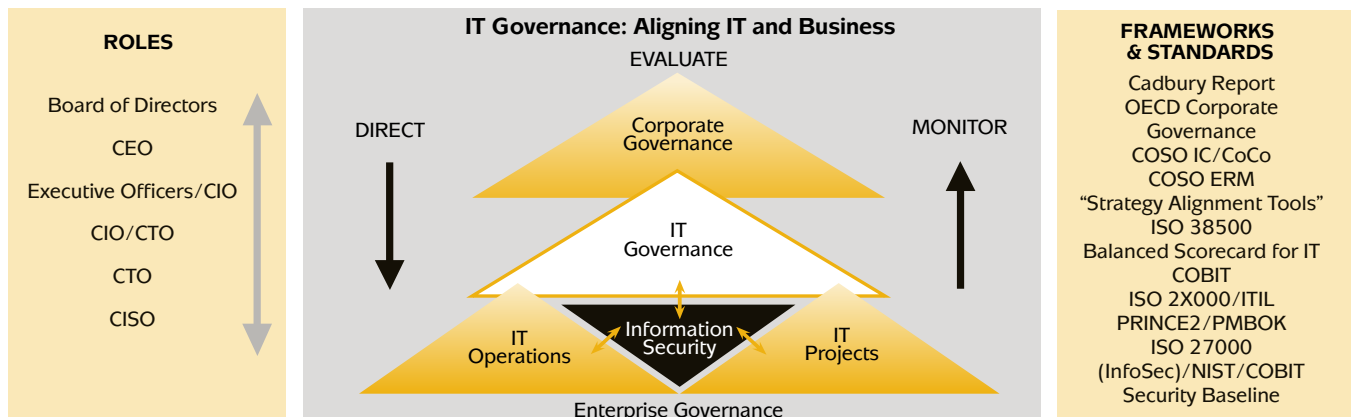 ROLES
Board of Directors
CEO
Executive Officers/CIO
CIO/CTO
CTO
CISO
IT Governance: Aligning IT and Business
EVALUATE
DIRECT
MONITOR
Corporate
Governance
IT
Governance
IT
Operations
Information
Security
IT
Projects
Enterprise Governance
FRAMEWORKS
& STANDARDS
Cadbury Report
OECD Corporate
Governance
COSO IC/CoCo
COSO ERM
“Strategy Alignment Tools”
ISO 38500
Balanced Scorecard for IT
COBIT
ISO 2X000/ITIL
PRINCE2/PMBOK
ISO 27000
(InfoSec)/NIST/COBIT
Security Baseline